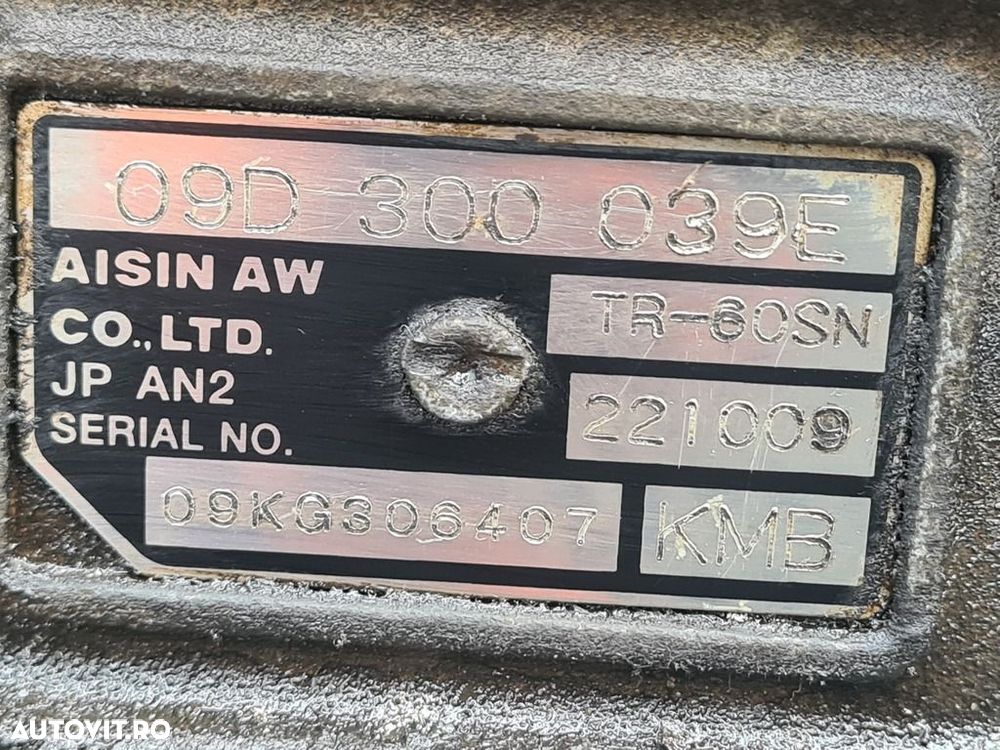 09D 300 039E
AISIN AW
CO., LTD.
TR-60SN
JP AN2
221009
SERIAL NO.
09KG306407
KMB
AUTOVIT.RO